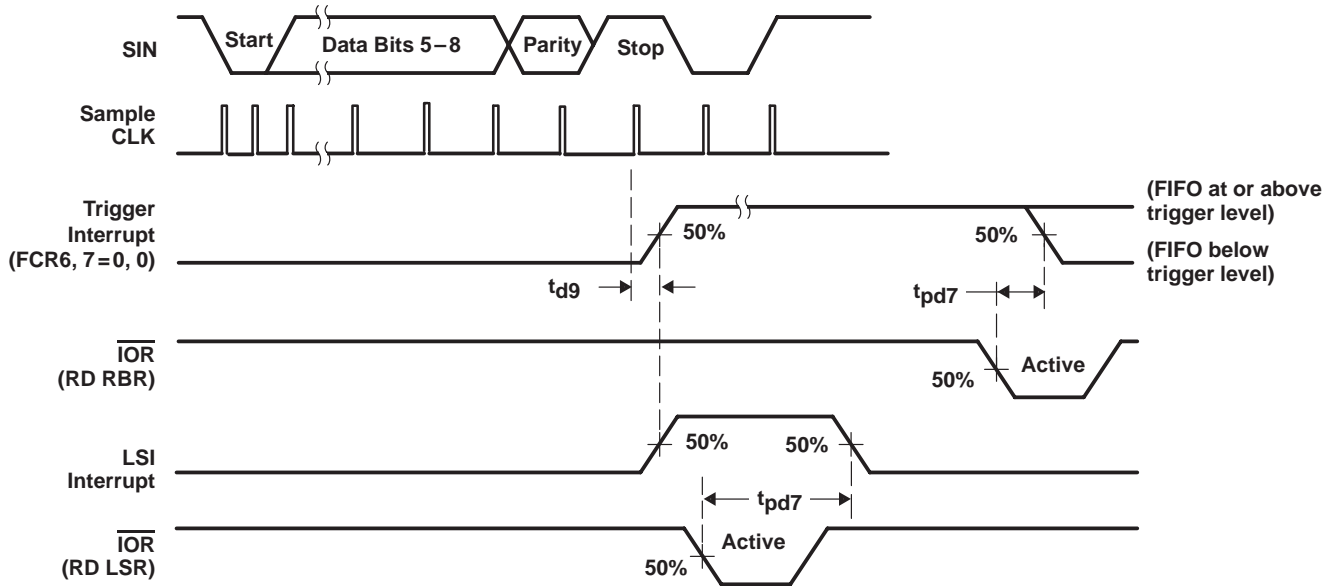 SIN
Start
Data Bits 5–8
Parity
Stop
Sample
CLK
Trigger
Interrupt
(FCR6, 7=0, 0)
50%
50%
(FIFO at or above
trigger level)
(FIFO below
trigger level)
td9
tpd7
IOR
(RD RBR)
50%
Active
LSI
Interrupt
50%
50%
tpd7
IOR
(RD LSR)
50%
Active